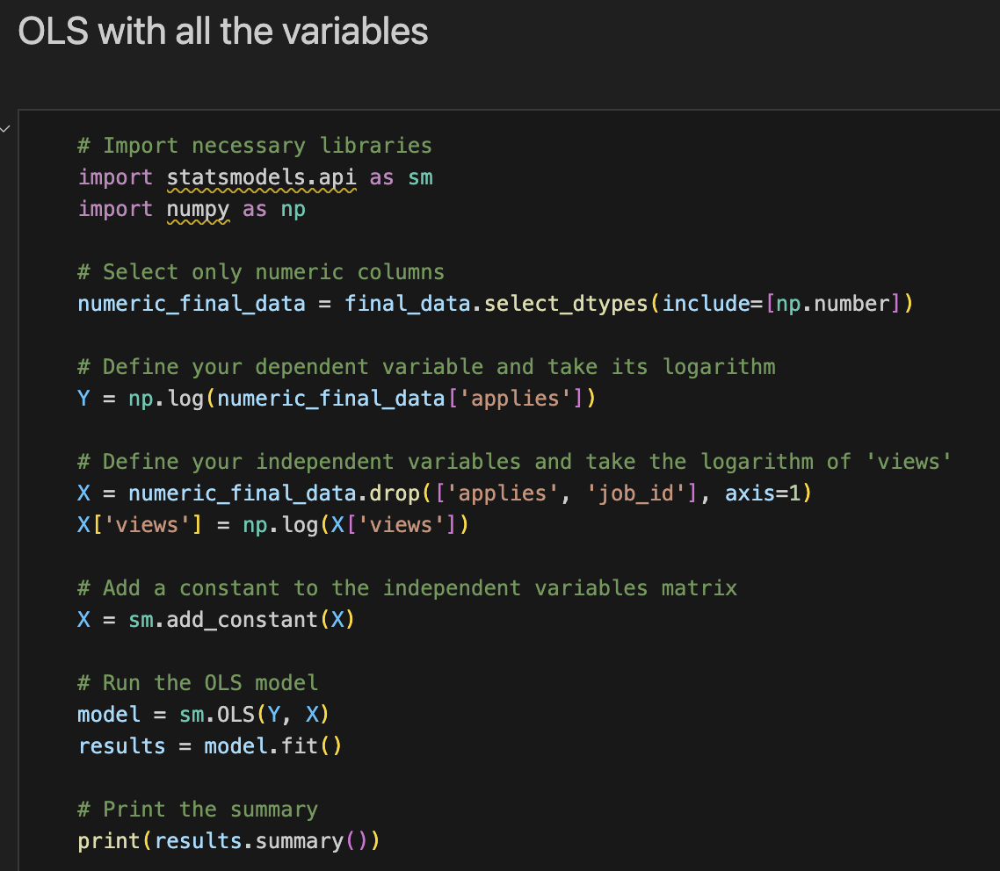 OLS with all the variables
# Import necessary libraries
import statsmodels.api as sm
import numpy as np
# Select only numeric columns
numeric_final_data = final_data.select_dtypes(include=[np.number])
# Define your dependent variable and take its logarithm
Y = np.log(numeric_final_data['applies'])
# Define your independent variables and take the logarithm of 'views'
X = numeric_final_data.drop(['applies', 'job_id'], axis=1)
X['views'] = np.log(X['views'])
# Add a constant to the independent variables matrix
X = sm.add_constant(X)
# Run the OLS model
model = sm.OLS(Y, X)
results = model.fit()
# Print the summary
print(results.summary())